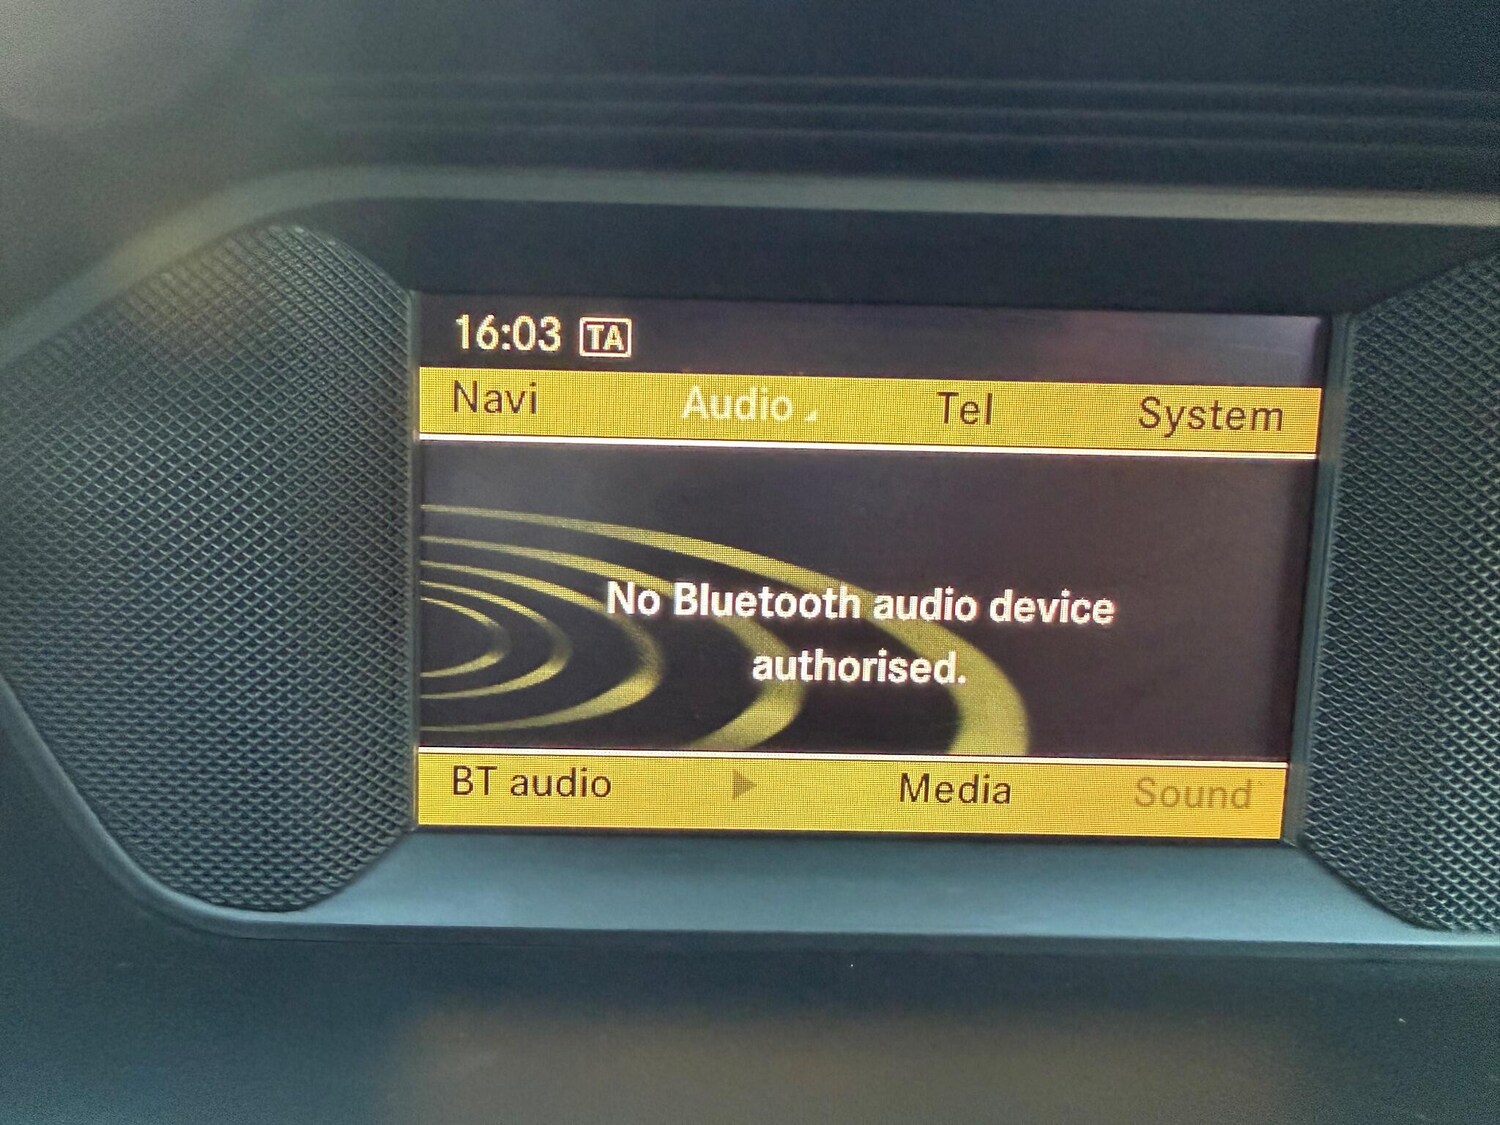 16:03 TA
Navi Audio Tel System
No Bluetooth audio device
authorised.
BT audio Media Sound